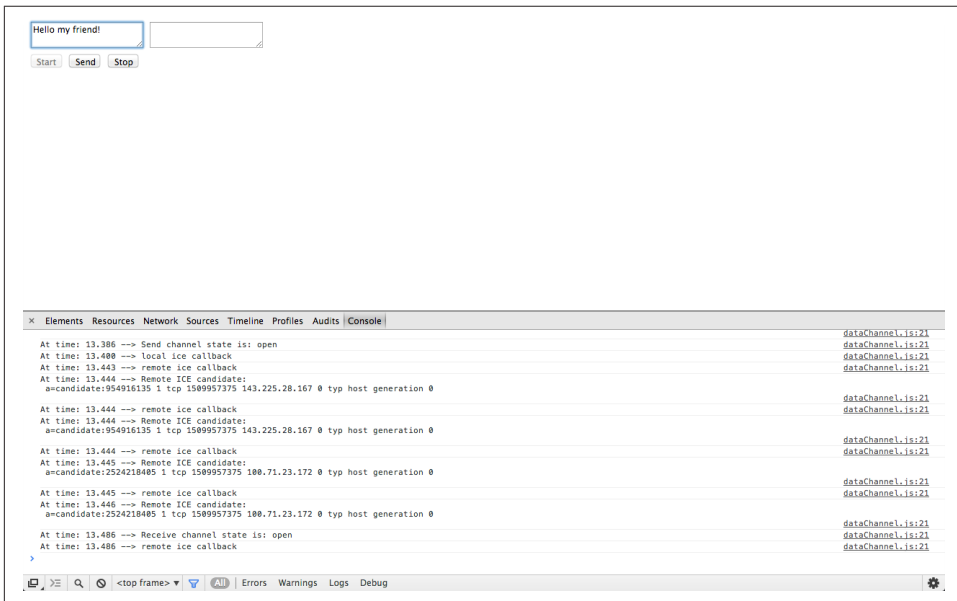 Hello my friend!
Start Send Stop
× Elements Resources Network Sources Timeline Profiles Audits Console
dataChannel.js:21
At time: 13.386 --> Send channel state is: open dataChannel.js:21
At time: 13.400 --> local ice callback dataChannel.js:21
At time: 13.443 --> remote ice callback dataChannel.js:21
At time: 13.444 --> Remote ICE candidate:
a=candidate:954916135 1 tcp 1509957375 143.225.28.167 0 typ host generation 0
dataChannel.js:21
At time: 13.444 --> remote ice callback dataChannel.js:21
At time: 13.444 --> Remote ICE candidate:
a=candidate:954916135 1 tcp 1509957375 143.225.28.167 0 typ host generation 0
dataChannel.js:21
At time: 13.444 --> remote ice callback dataChannel.js:21
At time: 13.445 --> Remote ICE candidate:
a=candidate:2524218405 1 tcp 1509957375 100.71.23.172 0 typ host generation 0
dataChannel.js:21
At time: 13.445 --> remote ice callback dataChannel.js:21
At time: 13.446 --> Remote ICE candidate:
a=candidate:2524218405 1 tcp 1509957375 100.71.23.172 0 typ host generation 0
dataChannel.js:21
At time: 13.486 --> Receive channel state is: open dataChannel.js:21
At time: 13.486 --> remote ice callback dataChannel.js:21
>
<top frame> ▼ All Errors Warnings Logs Debug